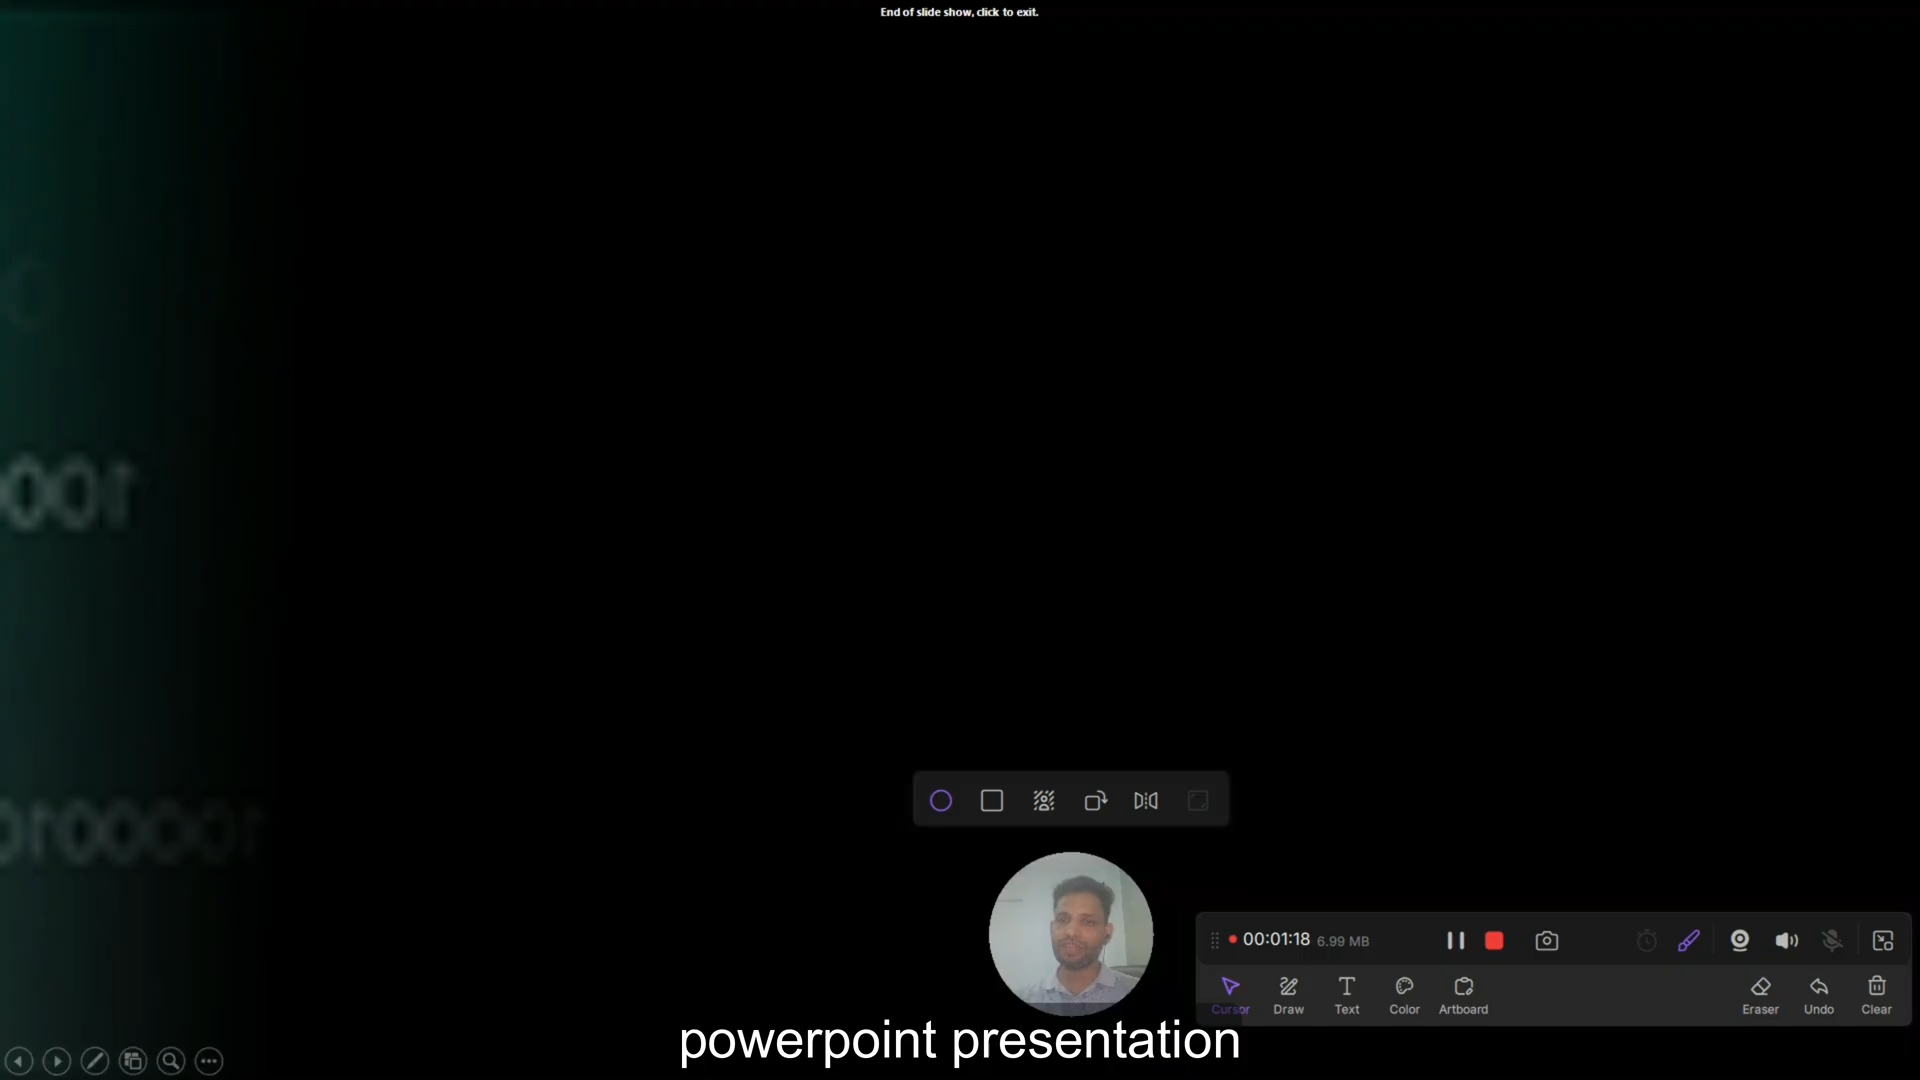 End of slide show, click to exit.
00:01:18 6.99 MB
Cursor Draw Text Color Artboard Eraser Undo Clear
powerpoint presentation